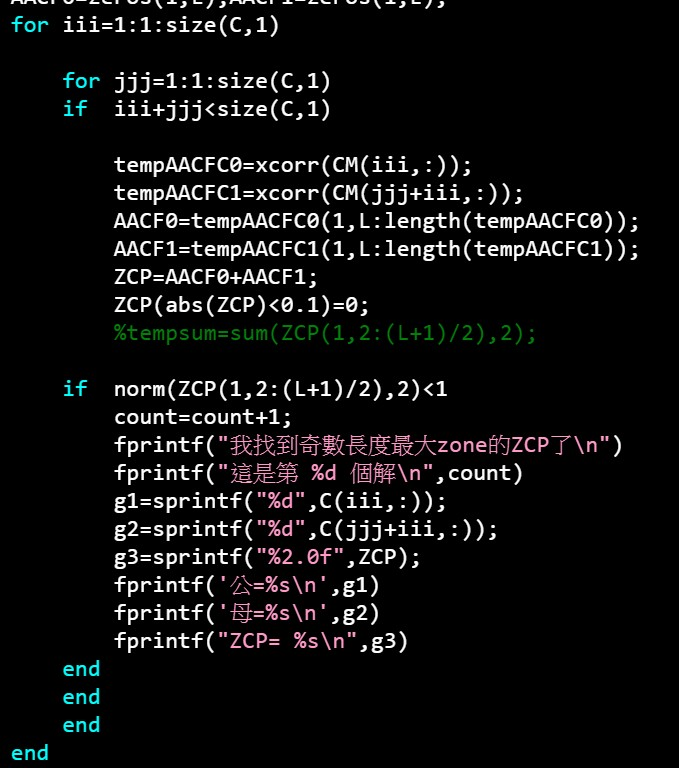 for iii=1:1:size(C,1)
for jjj=1:1:size(C,1)
if  iii+jjj<size(C,1)
tempAACFC0=xcorr(CM(iii,:));
tempAACFC1=xcorr(CM(jjj+iii,:));
AACF0=tempAACFC0(1,L:length(tempAACFC0));
AACF1=tempAACFC1(1,L:length(tempAACFC1));
ZCP=AACF0+AACF1;
ZCP(abs(ZCP)<0.1)=0;
%tempsum=sum(ZCP(1,2:(L+1)/2),2);
if  norm(ZCP(1,2:(L+1)/2),2)<1
count=count+1;
fprintf("我找到奇數長度最大zone的ZCP了\n")
fprintf("這是第 %d 個解\n",count)
g1=sprintf("%d",C(iii,:));
g2=sprintf("%d",C(jjj+iii,:));
g3=sprintf("%2.0f",ZCP);
fprintf('公=%s\n',g1)
fprintf('母=%s\n',g2)
fprintf("ZCP= %s\n",g3)
end
end
end
end